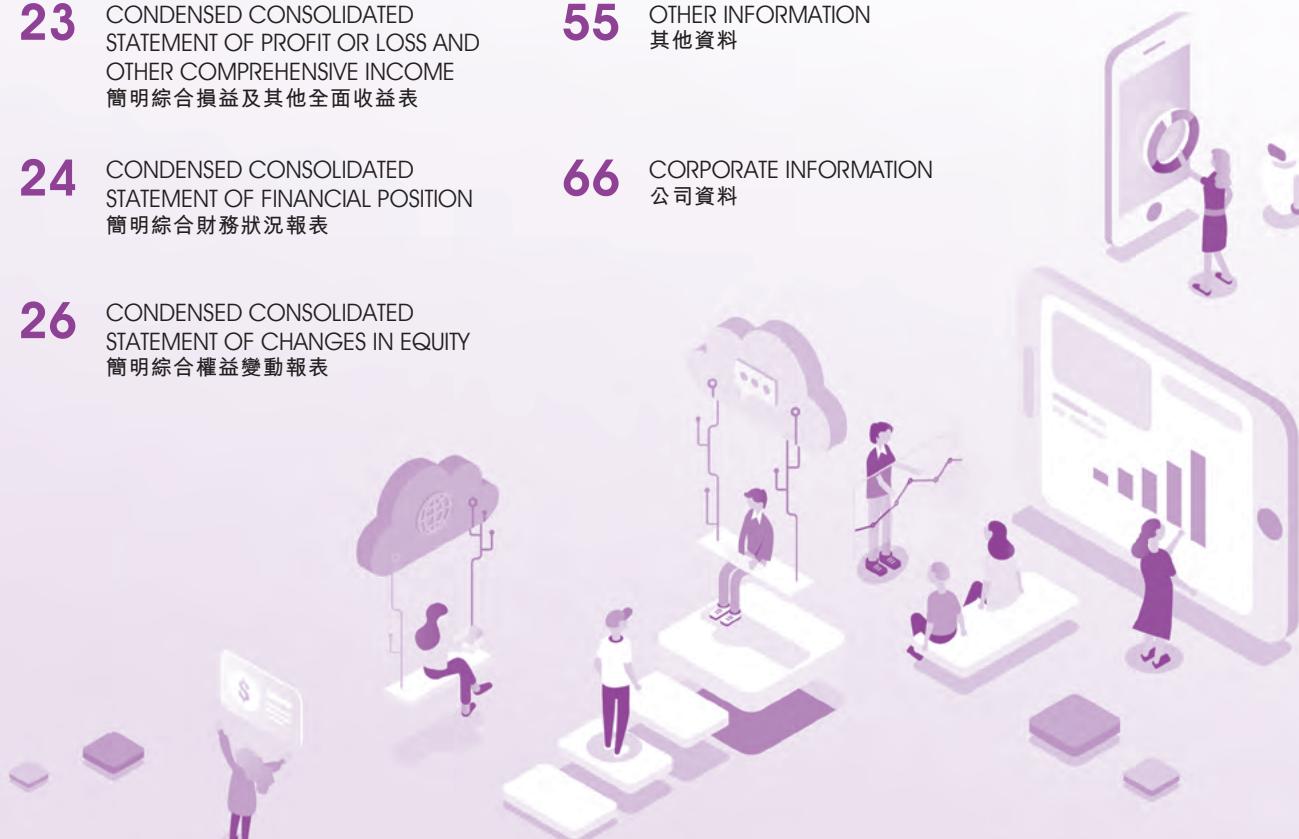 23
CONDENSED CONSOLIDATED
STATEMENT OF PROFIT OR LOSS AND
OTHER COMPREHENSIVE INCOME
簡明綜合損益及其他全面收益表
24
CONDENSED CONSOLIDATED
STATEMENT OF FINANCIAL POSITION
簡明綜合財務狀況報表
26
CONDENSED CONSOLIDATED
STATEMENT OF CHANGES IN EQUITY
簡明綜合權益變動報表
55
OTHER INFORMATION
其他資料
66
CORPORATE INFORMATION
公司資料
$